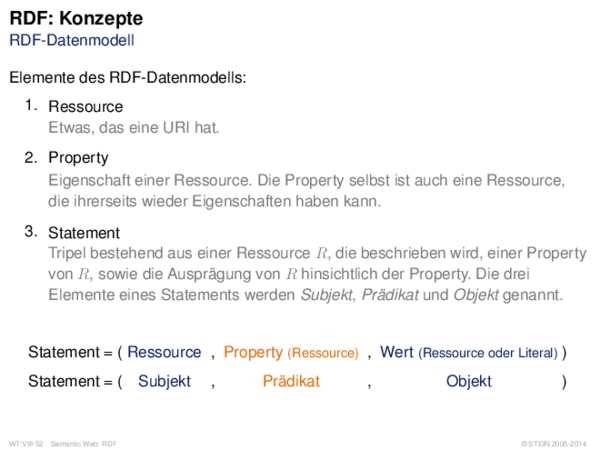 RDF: Konzepte
RDF-Datenmodell
Elemente des RDF-Datenmodells:
1. Ressource
Etwas, das eine URI hat.
2. Property
Eigenschaft einer Ressource. Die Property selbst ist auch eine Ressource,
die ihrerseits wieder Eigenschaften haben kann.
3. Statement
Tripel bestehend aus einer Ressource R, die beschrieben wird, einer Property
von R, sowie die Ausprägung von R hinsichtlich der Property. Die drei
Elemente eines Statements werden Subjekt, Prädikat und Objekt genannt.
Statement = ( Ressource , Property (Ressource) , Wert (Ressource oder Literal) )
Statement = ( Subjekt , Prädikat , Objekt )
WT:VIII-52 Semantic Web: RDF © STEIN 2005-2014